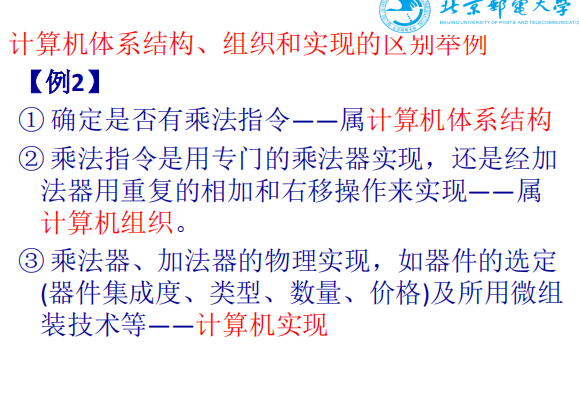 北京邮电大学
BEIJING UNIVERSITY OF POSTS AND TELECOMMUNICATIO
计算机体系结构、组织和实现的区别举例
【例2】
① 确定是否有乘法指令——属计算机体系结构
② 乘法指令是用专门的乘法器实现，还是经加
法器用重复的相加和右移操作来实现——属
计算机组织。
③ 乘法器、加法器的物理实现，如器件的选定
(器件集成度、类型、数量、价格)及所用微组
装技术等——计算机实现